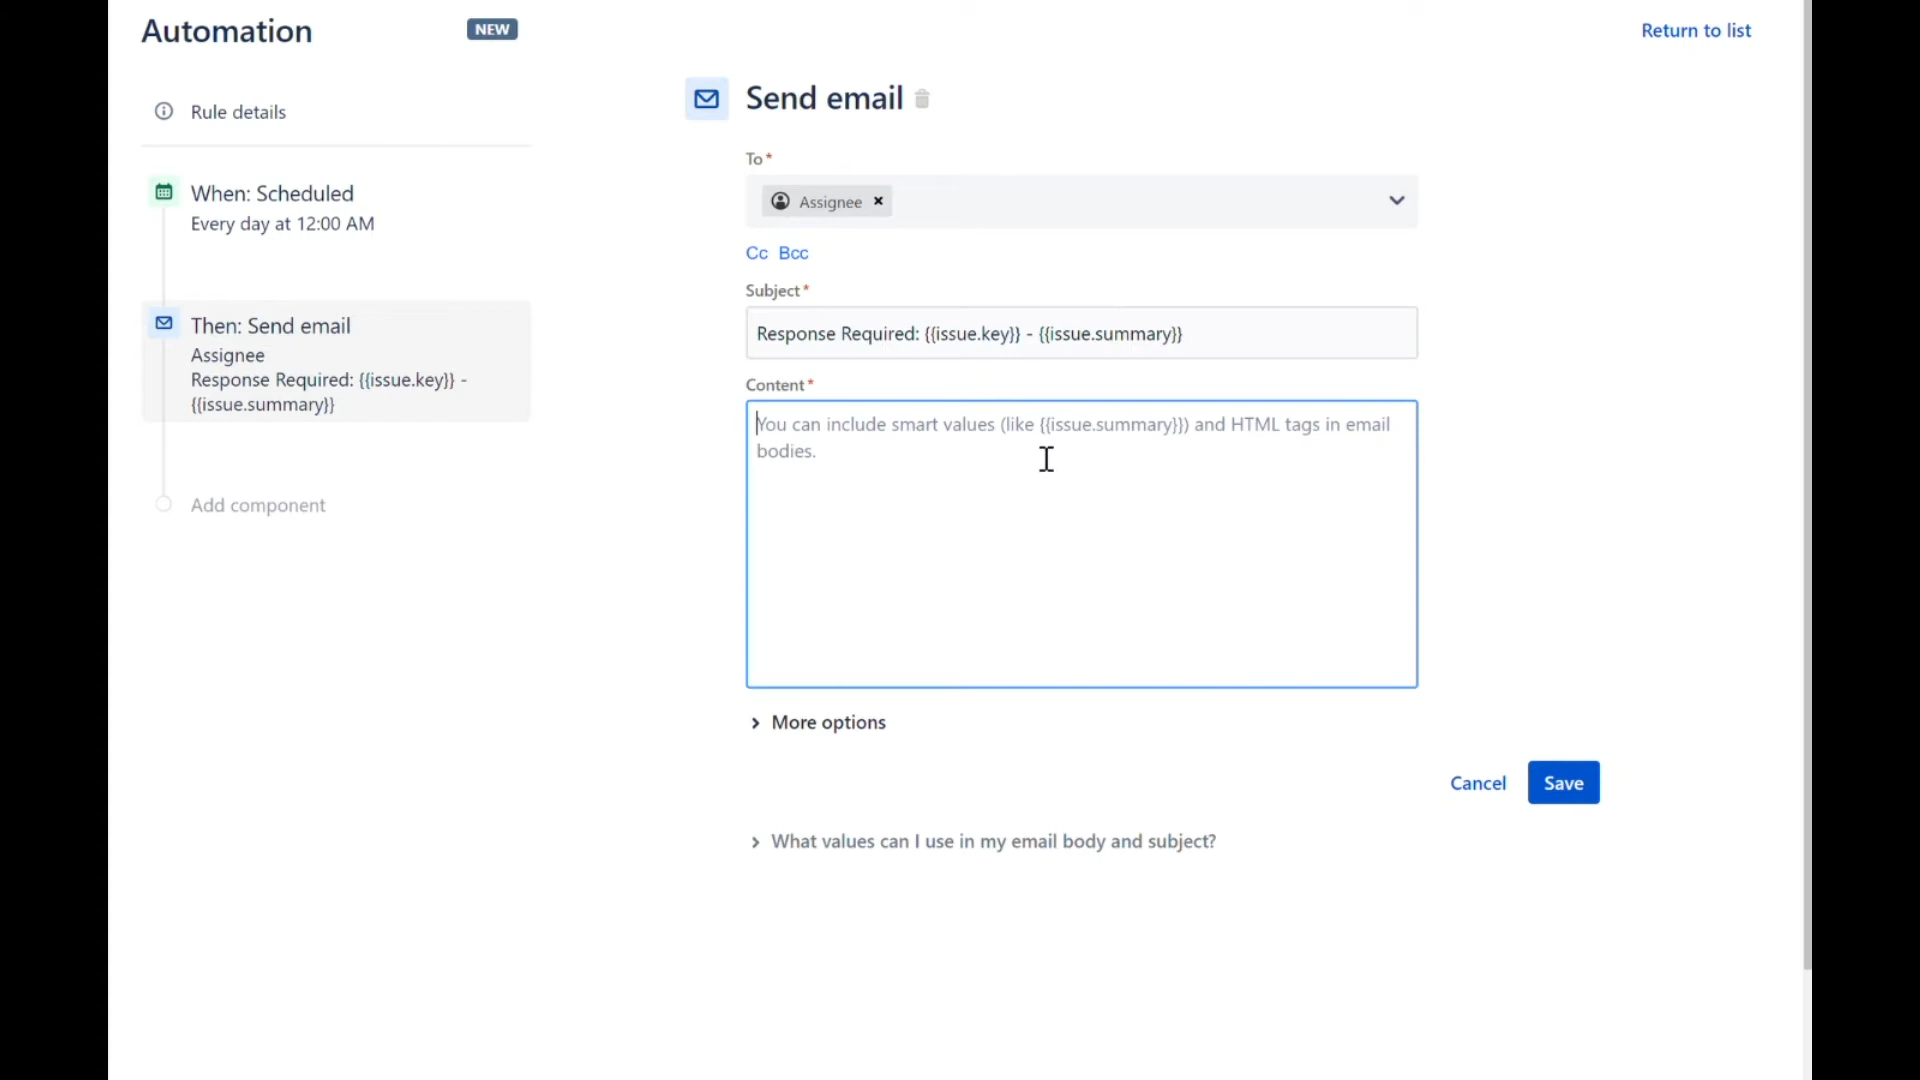 Automation NEW Return to list
Send email
Rule details
To*
When: Scheduled
Every day at 12:00 AM
Assignee ×
Cc Bcc
Subject*
Then: Send email
Assignee
Response Required: {{issue.key}} -
{{issue.summary}}
Response Required: {{issue.key}} - {{issue.summary}}
Content*
You can include smart values (like {{issue.summary}}) and HTML tags in email
bodies.
Add component
More options
Cancel Save
What values can I use in my email body and subject?